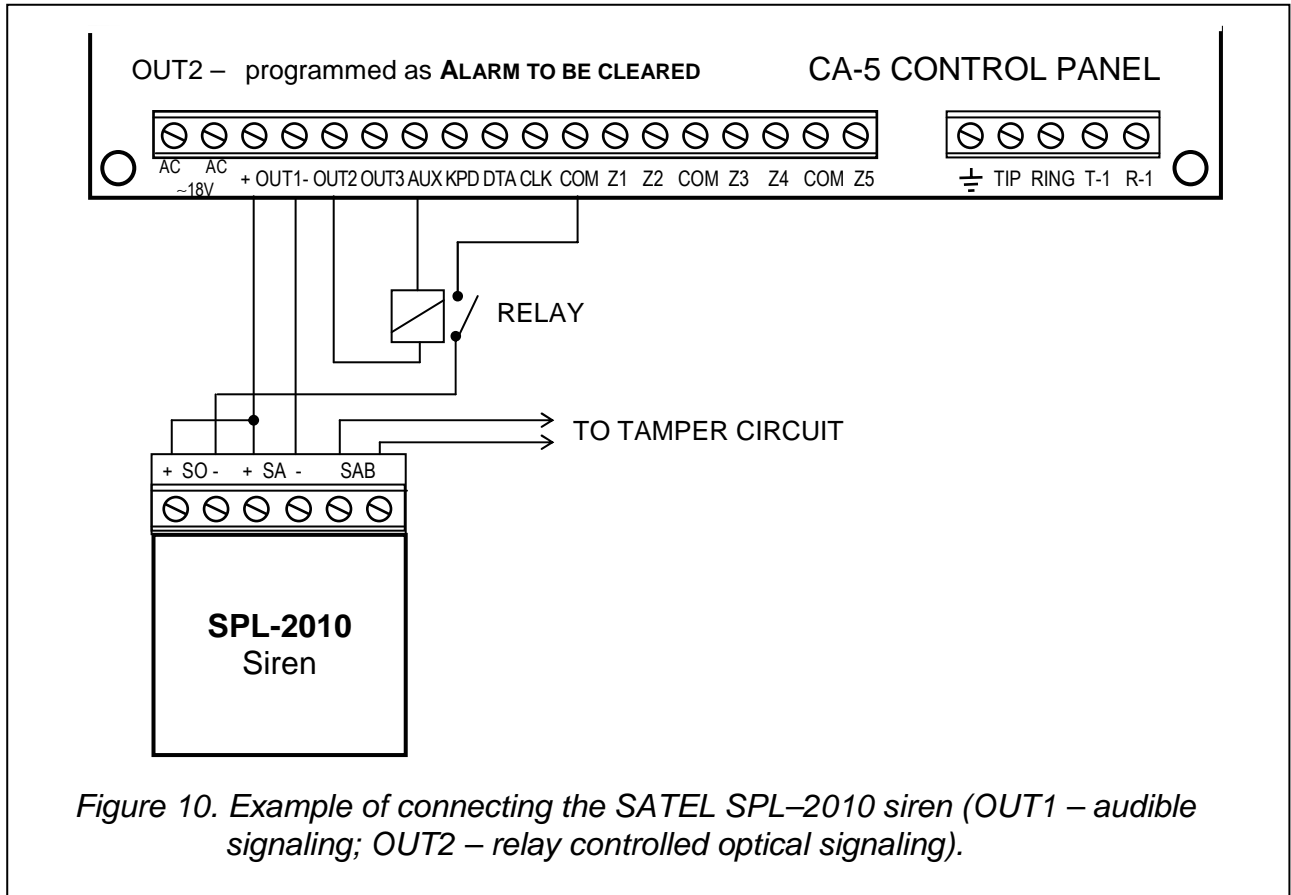 OUT2 – programmed as ALARM TO BE CLEARED CA-5 CONTROL PANEL
AC AC + OUT1 - OUT2 OUT3 AUX KPD DTA CLK COM Z1 Z2 COM Z3 Z4 COM Z5 TIP RING T-1 R-1
~18V
RELAY
TO TAMPER CIRCUIT
+ SO - + SA - SAB
SPL-2010
Siren
Figure 10. Example of connecting the SATEL SPL–2010 siren (OUT1 – audible
signaling; OUT2 – relay controlled optical signaling).